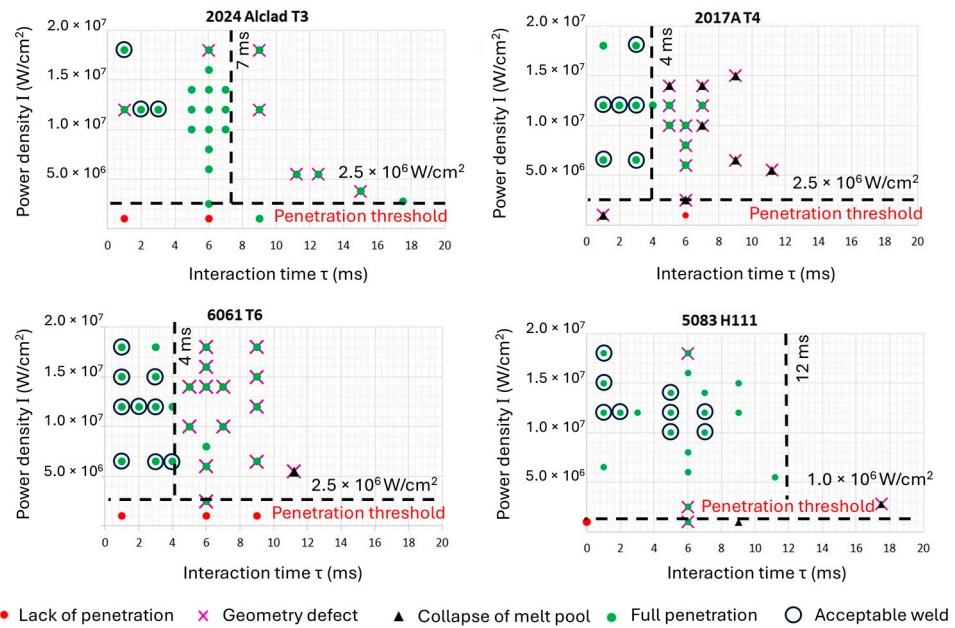 2024 Alclad T3
Power density I (W/cm²)
2.0 × 10⁷
1.5 × 10⁷
1.0 × 10⁷
5.0 × 10⁶
7 ms
2.5 × 10⁶ W/cm²
Penetration threshold
0 2 4 6 8 10 12 14 16 18 20
Interaction time τ (ms)
2017A T4
Power density I (W/cm²)
2.0 × 10⁷
1.5 × 10⁷
1.0 × 10⁷
5.0 × 10⁶
4 ms
2.5 × 10⁶ W/cm²
Penetration threshold
0 2 4 6 8 10 12 14 16 18 20
Interaction time τ (ms)
6061 T6
Power density I (W/cm²)
2.0 × 10⁷
1.5 × 10⁷
1.0 × 10⁷
5.0 × 10⁶
4 ms
2.5 × 10⁶ W/cm²
Penetration threshold
0 2 4 6 8 10 12 14 16 18 20
Interaction time τ (ms)
5083 H111
Power density I (W/cm²)
2.0 × 10⁷
1.5 × 10⁷
1.0 × 10⁷
5.0 × 10⁶
12 ms
1.0 × 10⁶ W/cm²
Penetration threshold
0 2 4 6 8 10 12 14 16 18 20
Interaction time τ (ms)
Lack of penetration Geometry defect Collapse of melt pool Full penetration Acceptable weld